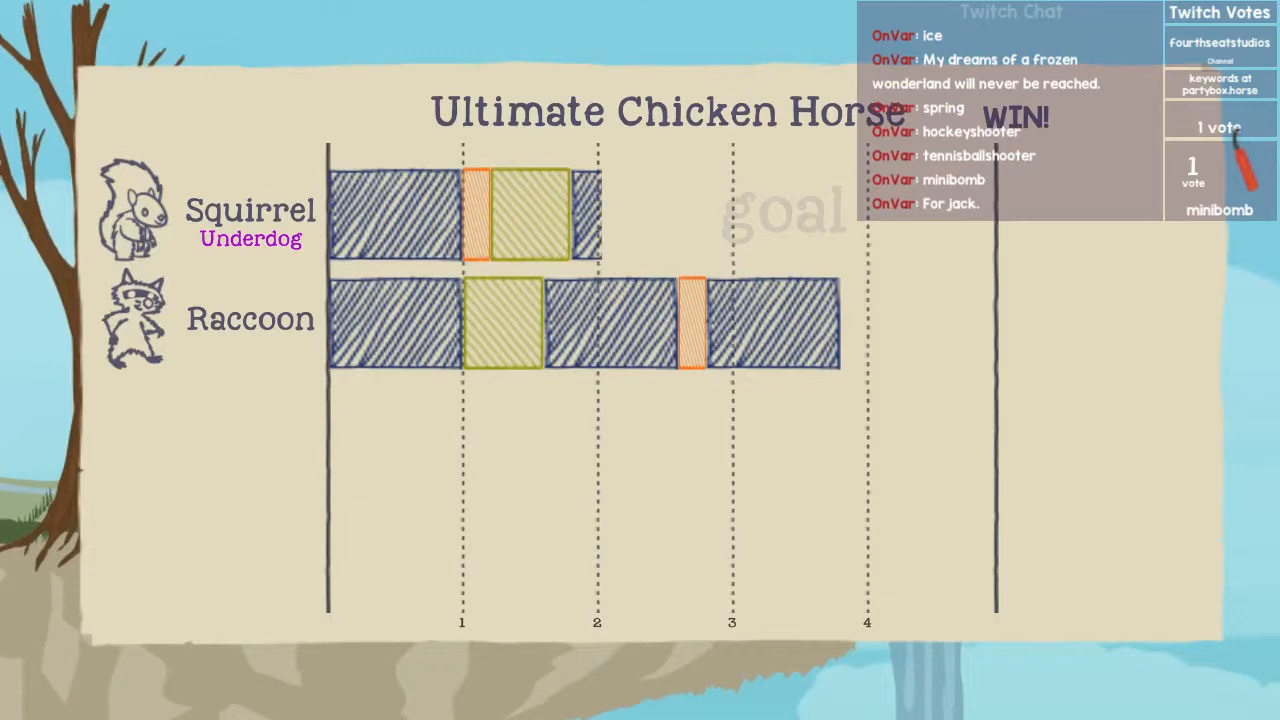 Twitch Chat
OnVar: ice
OnVar: My dreams of a frozen
wonderland will never be reached.
OnVar: spring
OnVar: hockeyshooter
OnVar: tennisballshooter
OnVar: minibomb
OnVar: For jack.
Twitch Votes
fourthseatstudios
Channel
keywords at
partybox.horse
1 vote
1
vote
minibomb
Ultimate Chicken Horse
WIN!
Squirrel
Underdog
goal
Raccoon
1 2 3 4